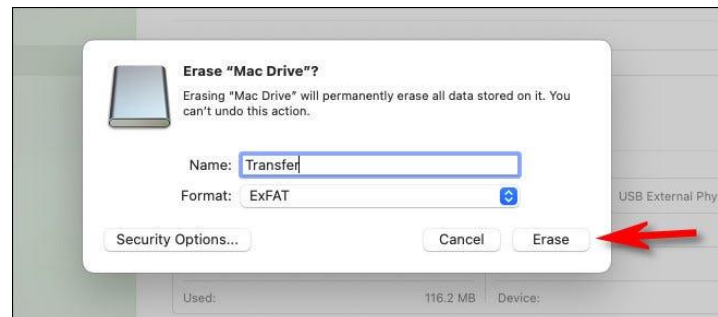 Erase “Mac Drive”?
Erasing “Mac Drive” will permanently erase all data stored on it. You
can’t undo this action.
Name: Transfer
Format: ExFAT
USB External Phy
Security Options... Cancel Erase
Used: 116.2 MB Device: